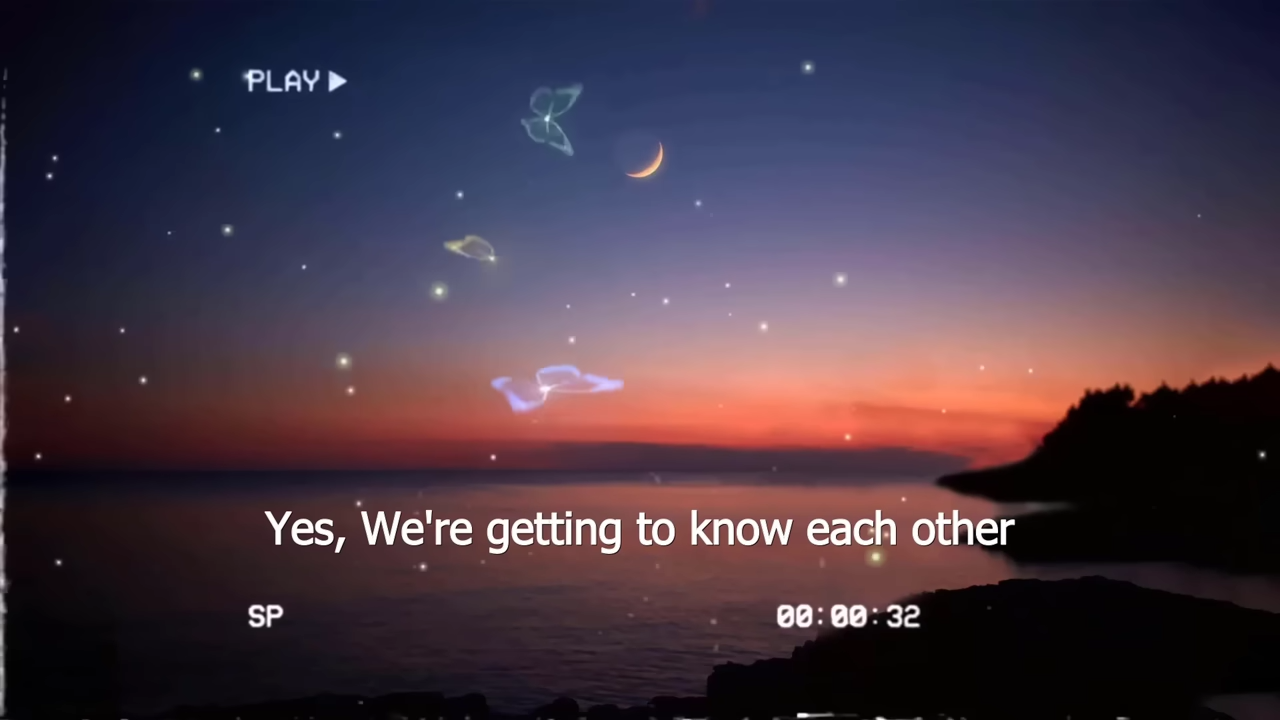 PLAY ▶
Yes, We're getting to know each other
SP
00:00:32